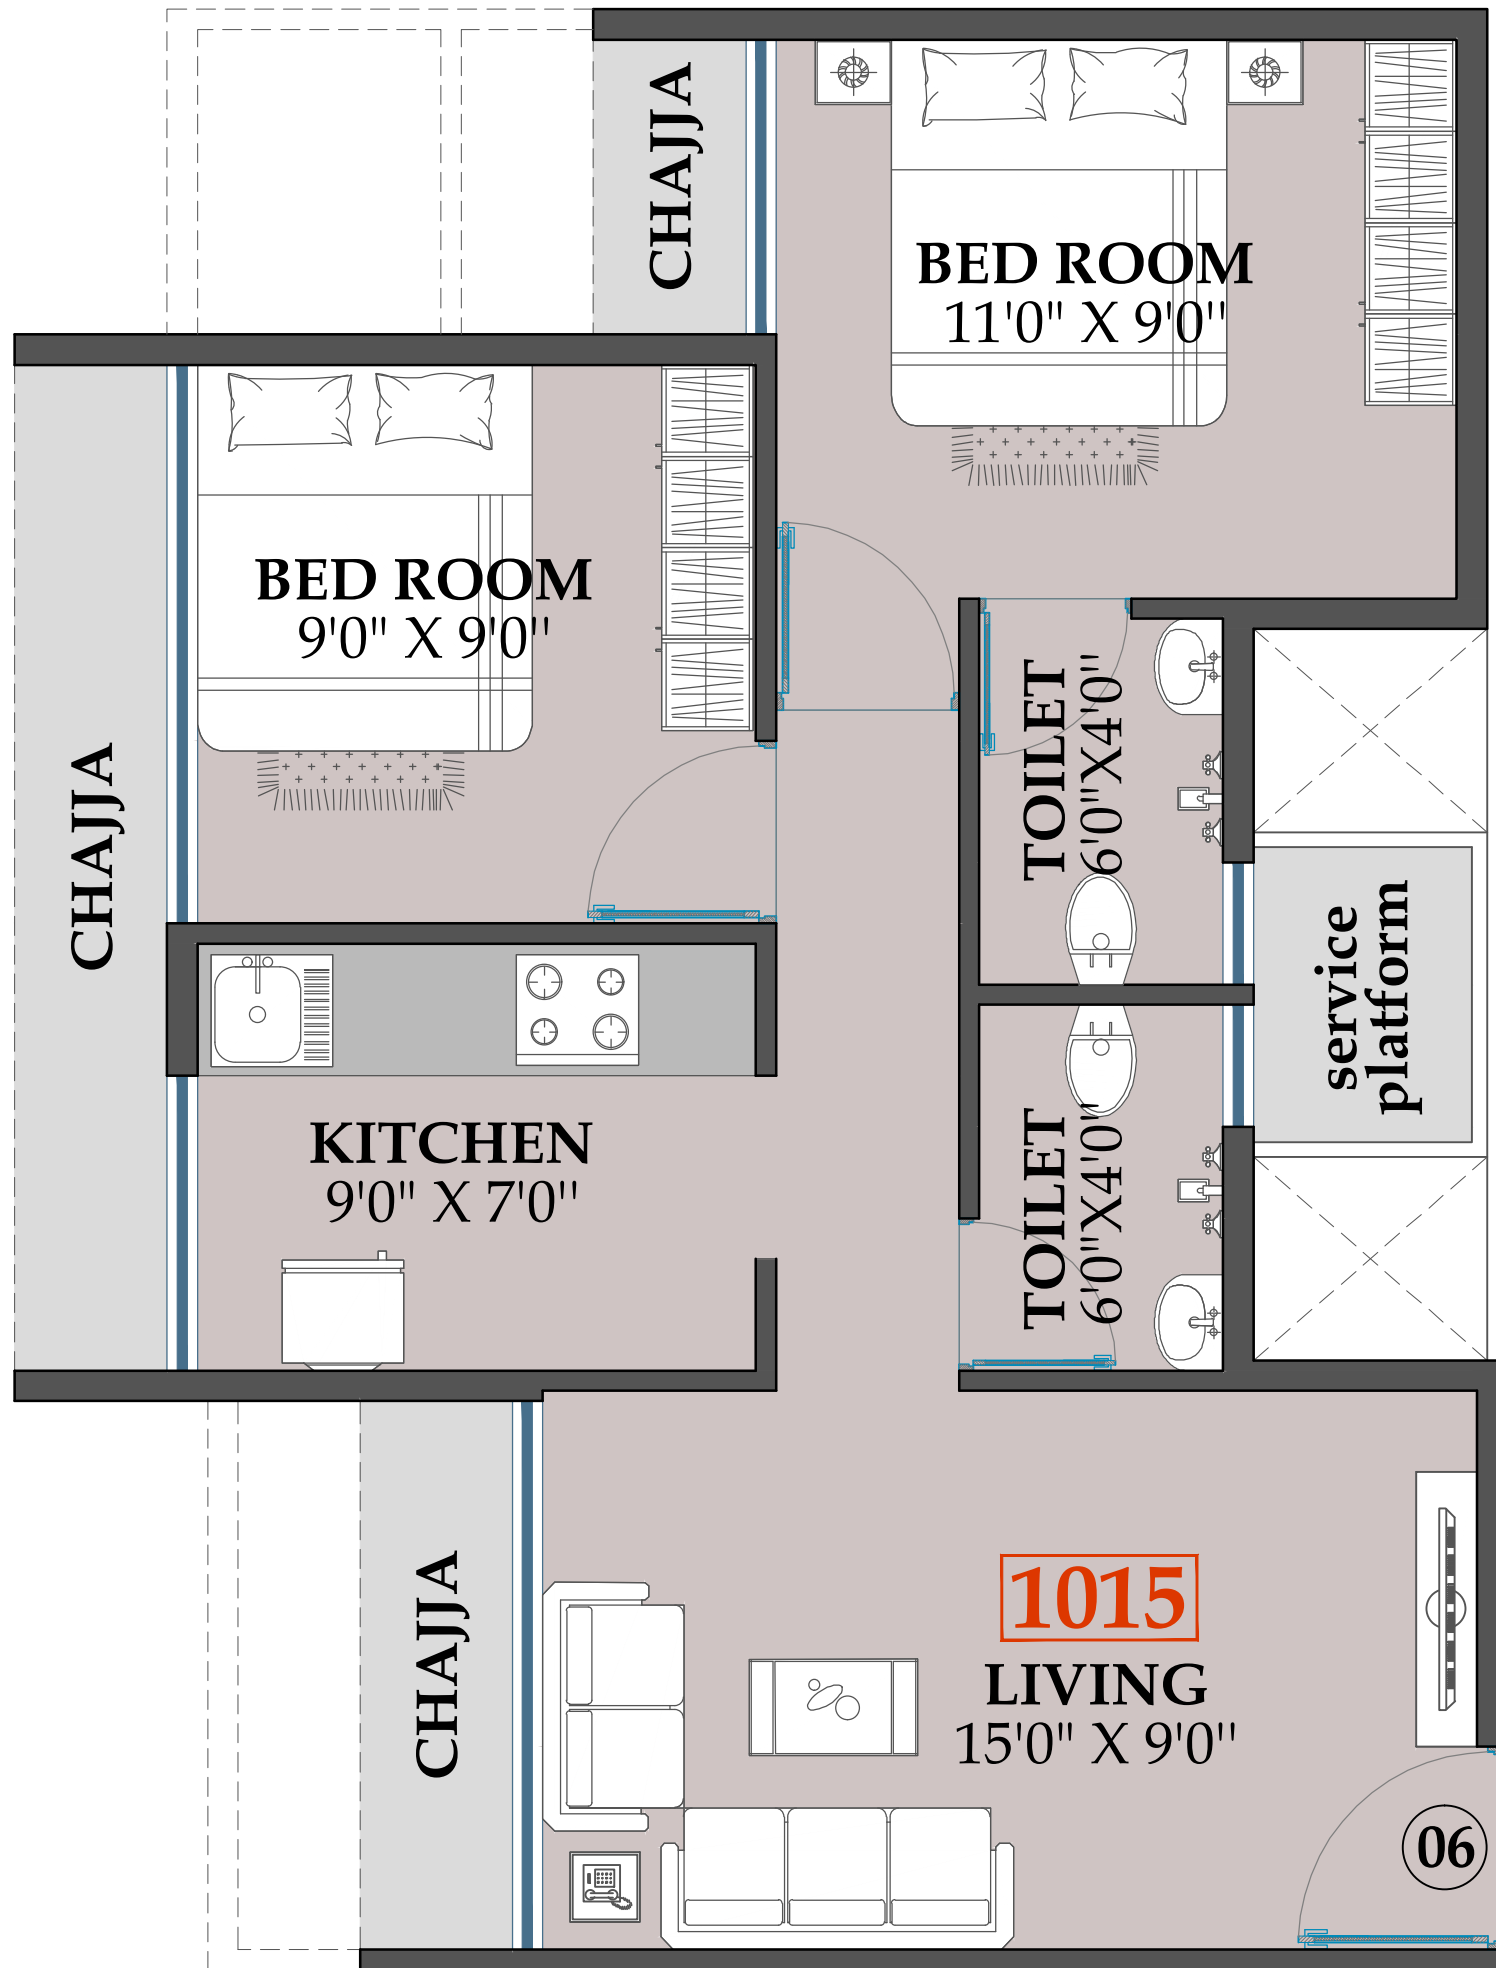 CHAJJA
BED ROOM
11'0" X 9'0"
BED ROOM
9'0" X 9'0"
CHAJJA
TOILET
6'0"X4'0"
service
platform
KITCHEN
9'0" X 7'0"
TOILET
6'0"X4'0"
CHAJJA
1015
LIVING
15'0" X 9'0"
06